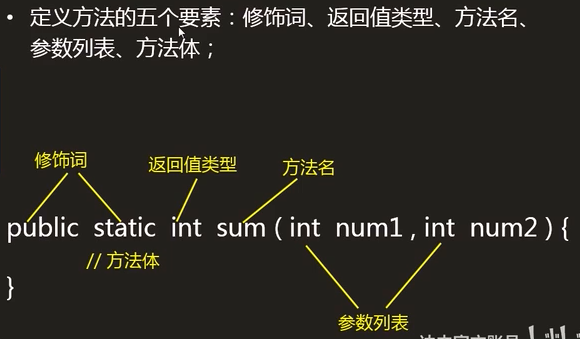 • 定义方法的五个要素：修饰词、返回值类型、方法名、
参数列表、方法体；
修饰词
返回值类型
方法名
public static int sum ( int num1 , int num2 ) {
// 方法体
}
参数列表